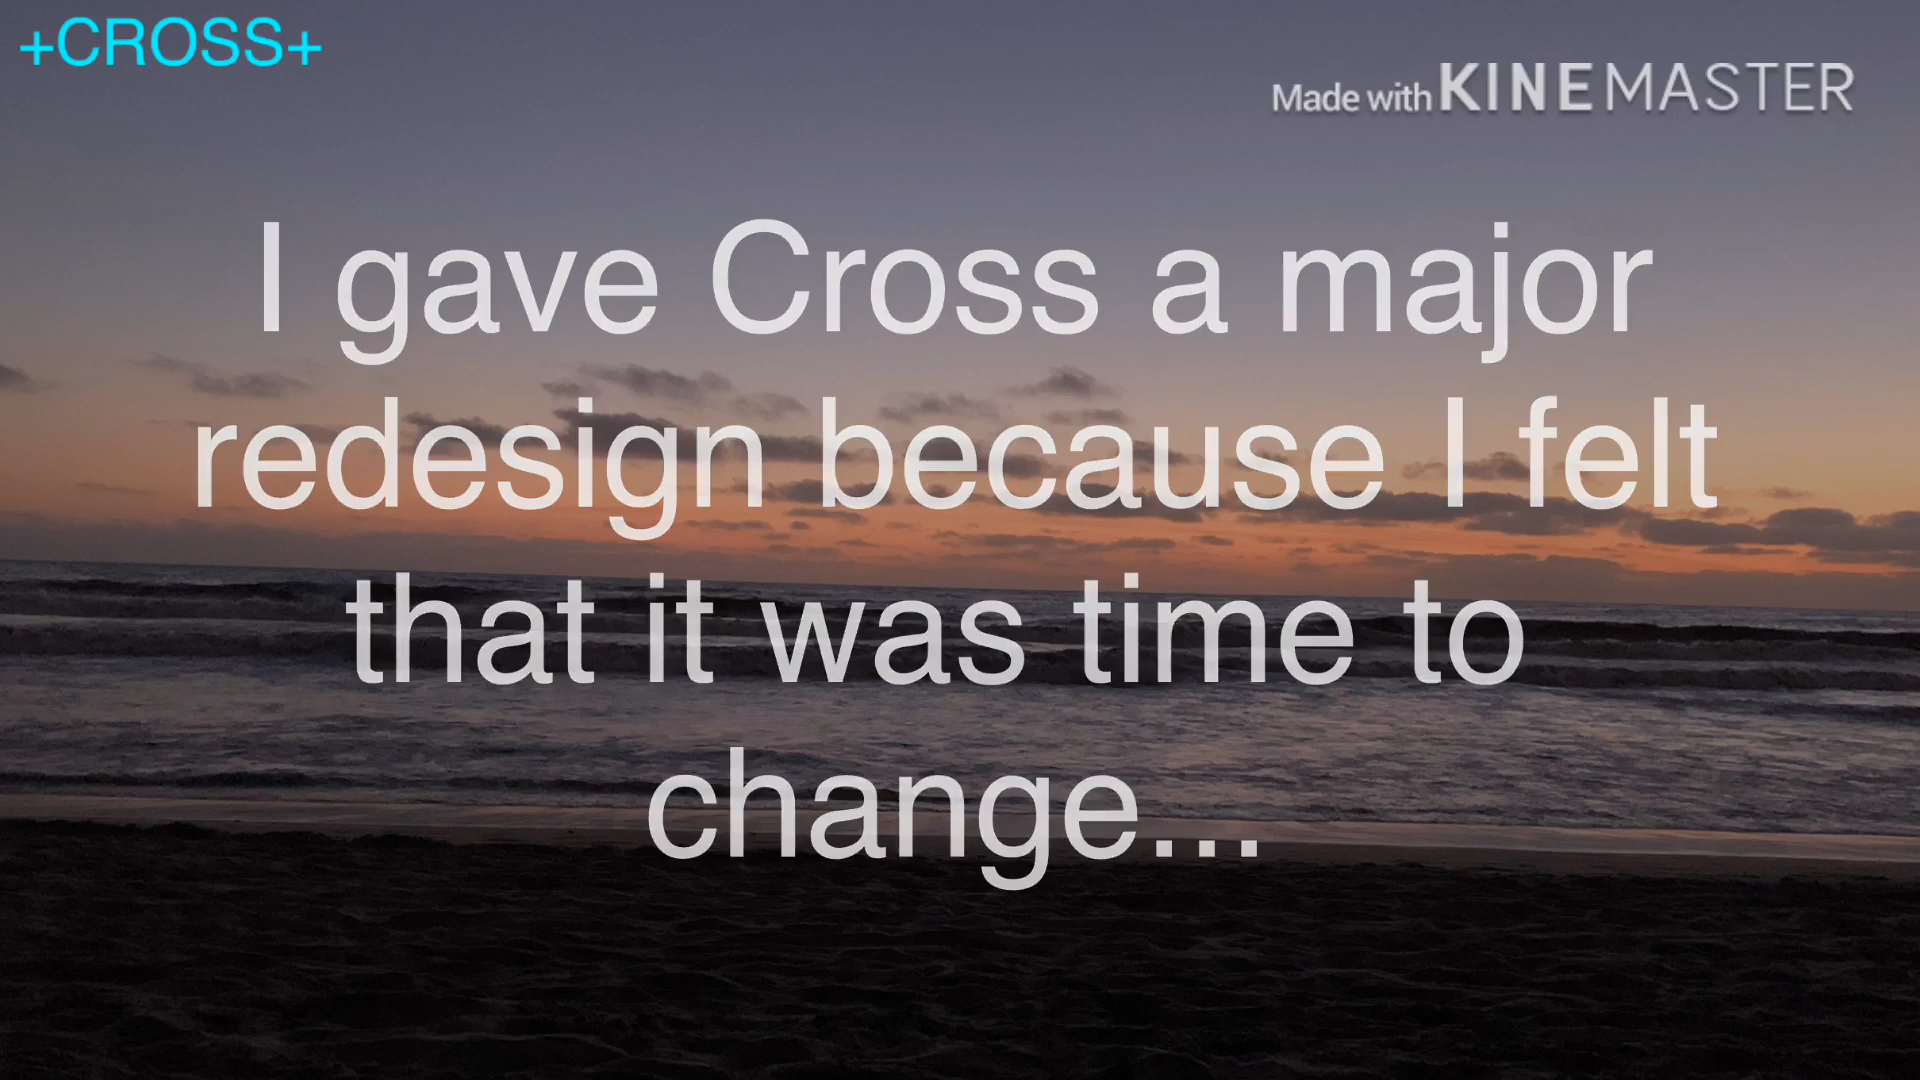 +CROSS+
Made with KINEMASTER
I gave Cross a major
redesign because I felt
that it was time to
change...